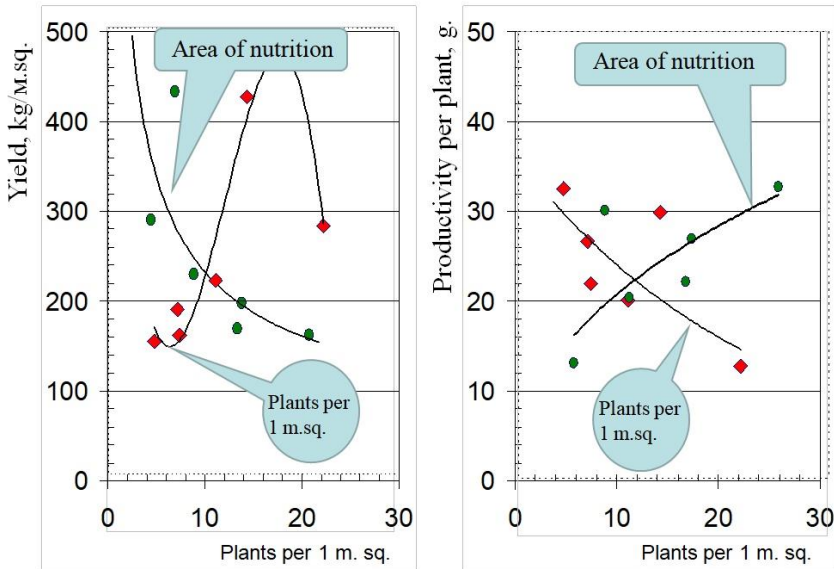 Yield, kg/м.sq.
500
400
300
200
100
0
0
10
20
30
Plants per 1 m. sq.
Area of nutrition
Plants per
1 m.sq.
Productivity per plant, g.
50
40
30
20
10
0
0
10
20
30
Plants per 1 m. sq.
Area of nutrition
Plants per
1 m.sq.